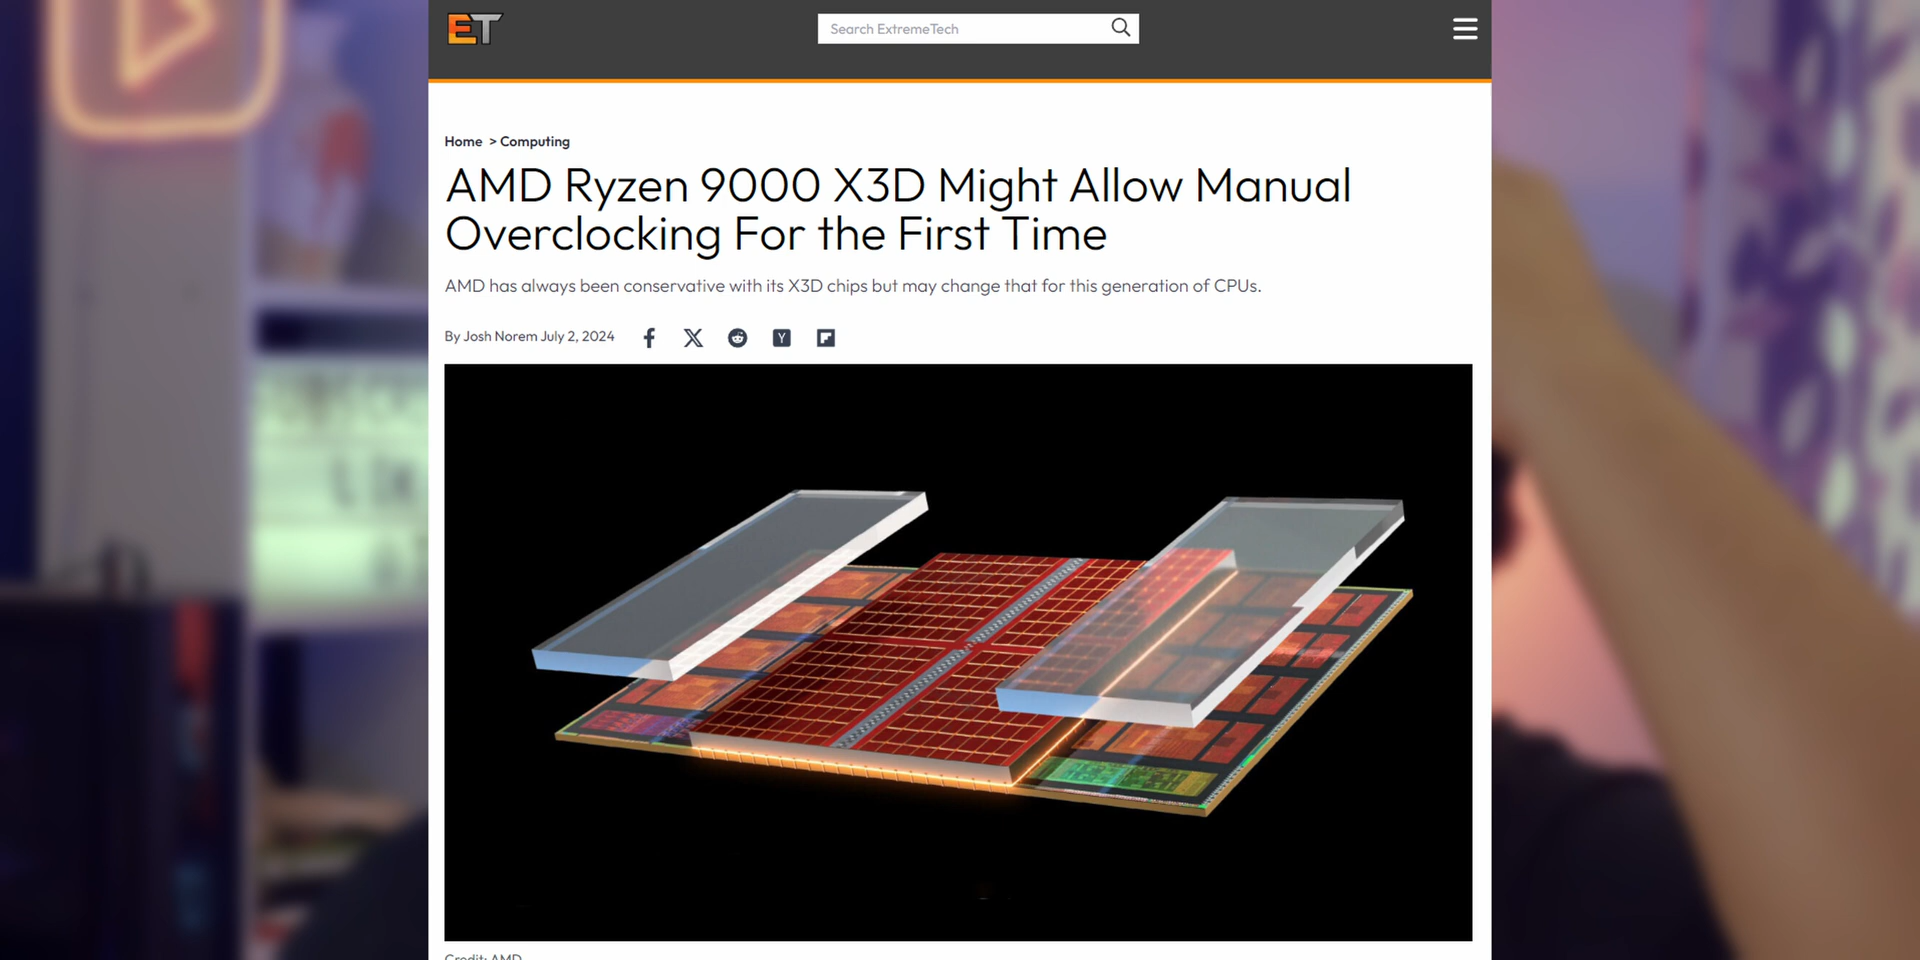 ET
Search ExtremeTech
Home > Computing
AMD Ryzen 9000 X3D Might Allow Manual
Overclocking For the First Time
AMD has always been conservative with its X3D chips but may change that for this generation of CPUs.
By Josh Norem July 2, 2024
Credit: AMD